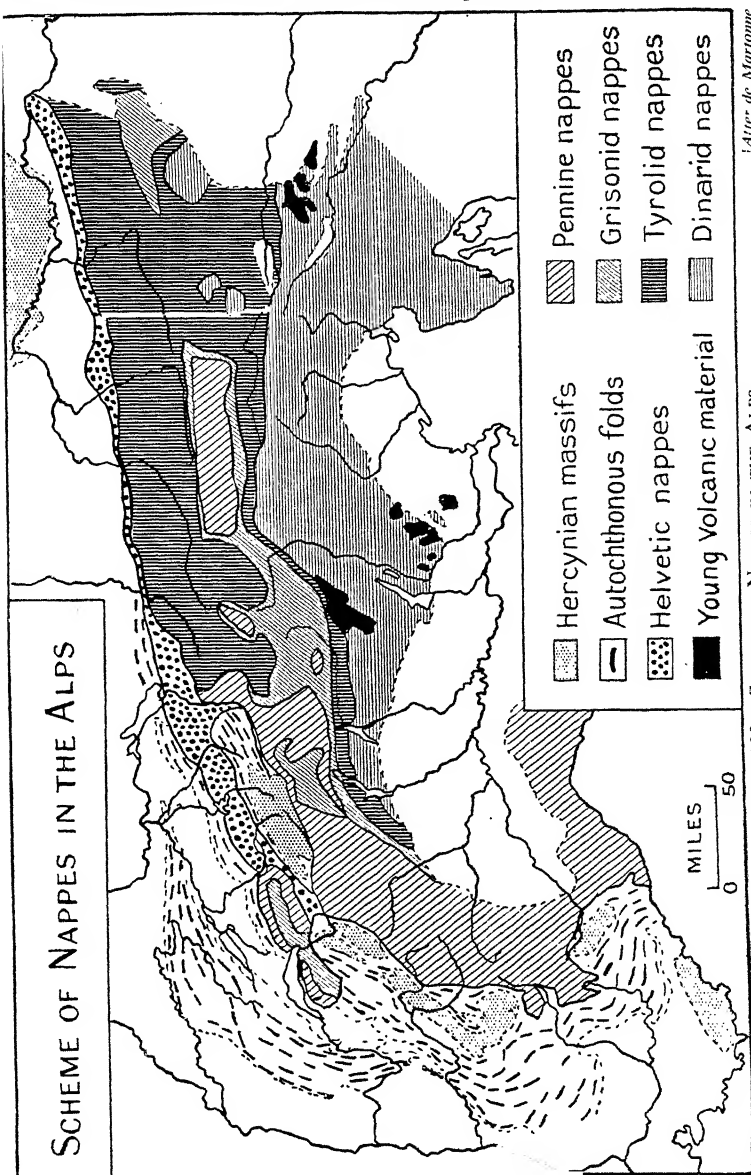 SCHEME OF NAPPES IN THE ALPS
Hercynian massifs
Autochthonous folds
Helvetic nappes
Young Volcanic material
Pennine nappes
Grisonid nappes
Tyrolid nappes
Dinarid nappes
MILES
0 50
[After de Martonne
ALPS